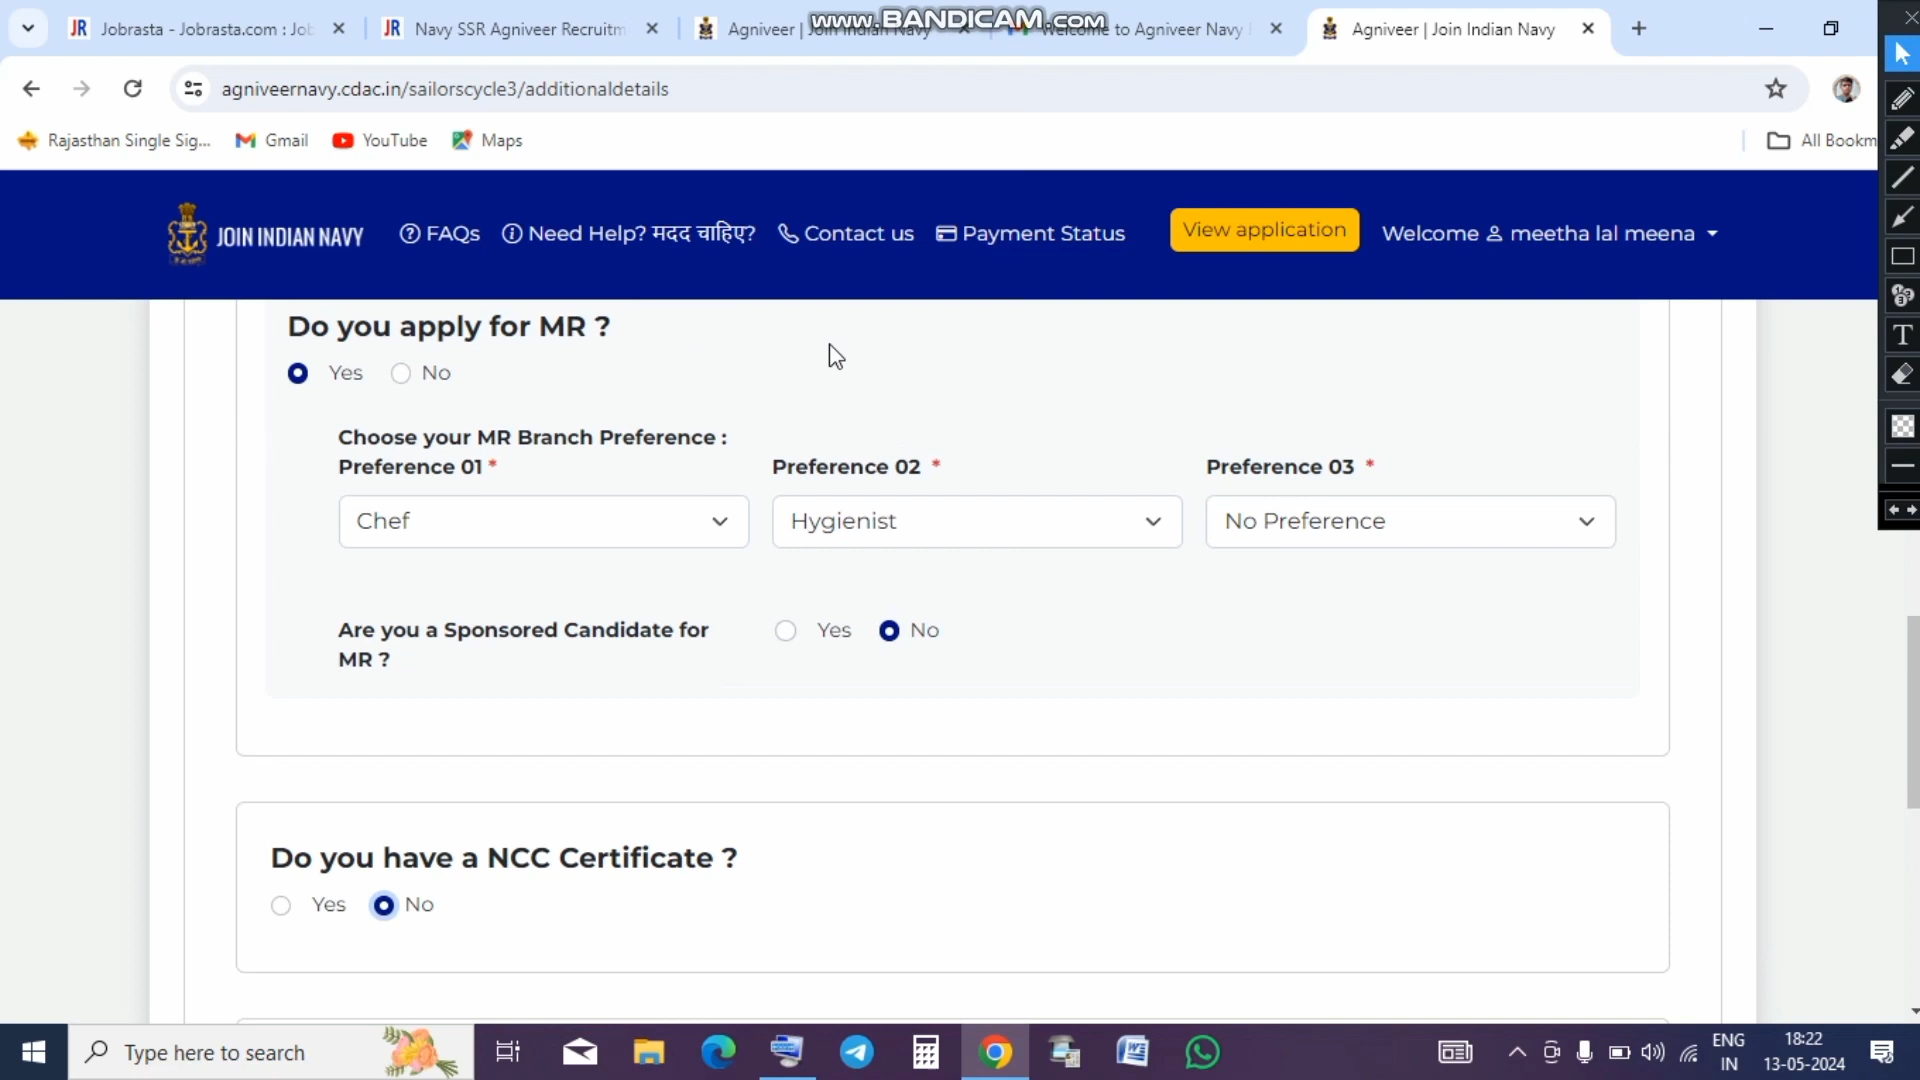 www.BANDICAM.com
Jobrasta - Jobrasta.com : Job
Navy SSR Agniveer Recruitm
Agniveer | Join Indian Navy
Welcome to Agniveer Navy
Agniveer | Join Indian Navy
agniveernavy.cdac.in/sailorscycle3/additionaldetails
Rajasthan Single Sig...
Gmail
YouTube
Maps
All Bookm
JOIN INDIAN NAVY
FAQs
Need Help? मदद चाहिए?
Contact us
Payment Status
View application
Welcome meetha lal meena
Do you apply for MR ?
Yes No
Choose your MR Branch Preference :
Preference 01 *
Preference 02 *
Preference 03 *
Chef
Hygienist
No Preference
Are you a Sponsored Candidate for
MR ?
Yes No
Do you have a NCC Certificate ?
Yes No
Type here to search
ENG
IN
18:22
13-05-2024